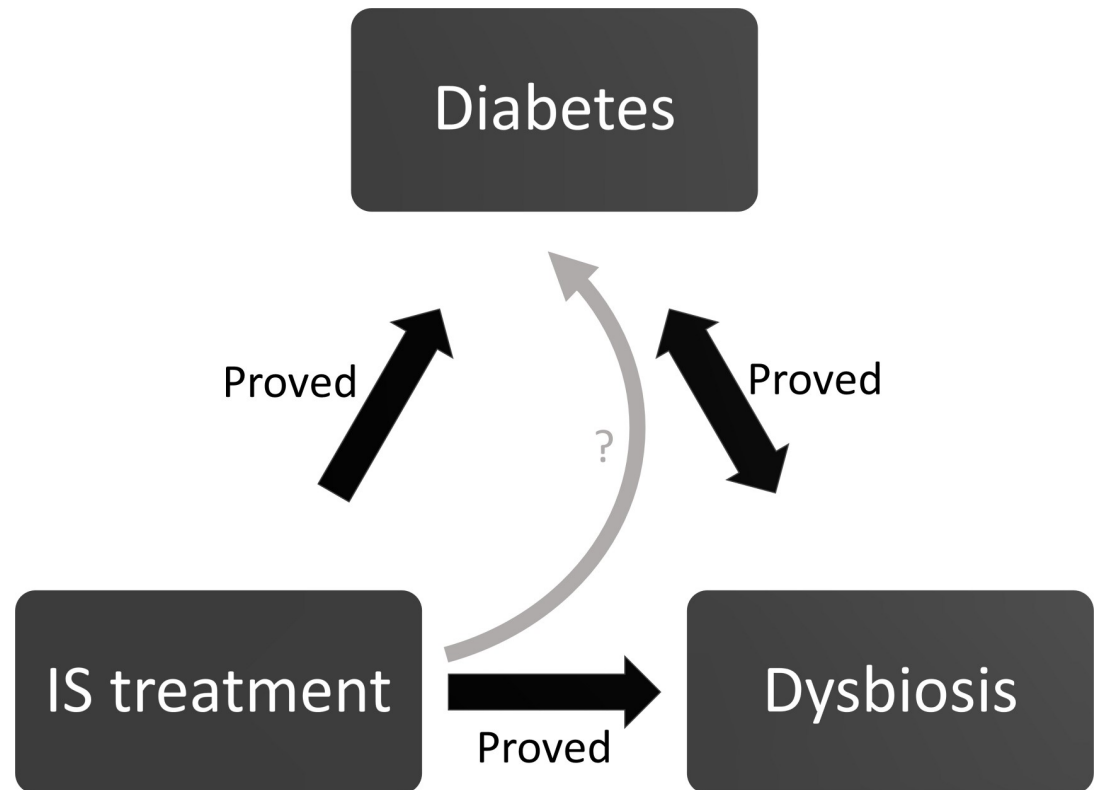 Diabetes
Proved
Proved
?
IS treatment
Dysbiosis
Proved